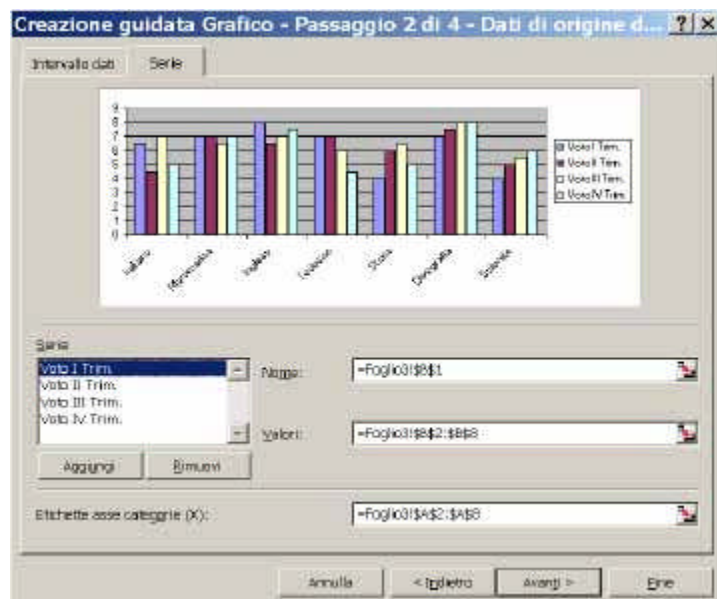 Creazione guidata Grafico - Passaggio 2 di 4 - Dati di origine d...
Intervallo dati Serie
9
8
7
6
5
4
3
2
1
0
Voto I Trim.
Voto II Trim.
Voto III Trim.
Voto IV Trim.
Italiano
Matematica
Inglese
Storia
Geografia
Scienze
Serie
Voto I Trim.
Voto II Trim.
Voto III Trim.
Voto IV Trim.
Nome:
=Foglio3!$B$1
Valori:
=Foglio3!$B$2:$B$8
Aggiungi Rimuovi
Etichette asse categorie (X):
=Foglio3!$A$2:$A$8
Annulla < Indietro Avanti > Fine